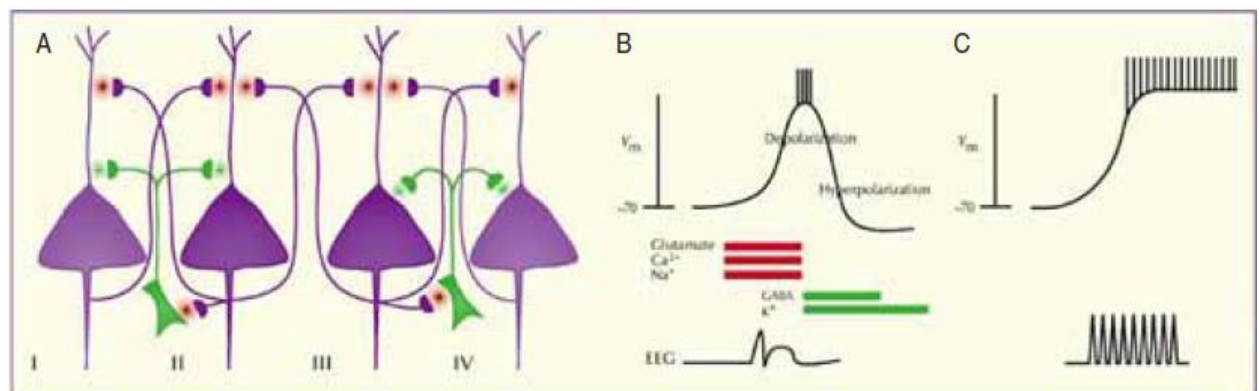 A
B
C
Vm
Depolarization
Hyperpolarization
-70
Vm
-70
Glutamate
Ca2+
Na+
GABA
K+
EEG
I II III IV